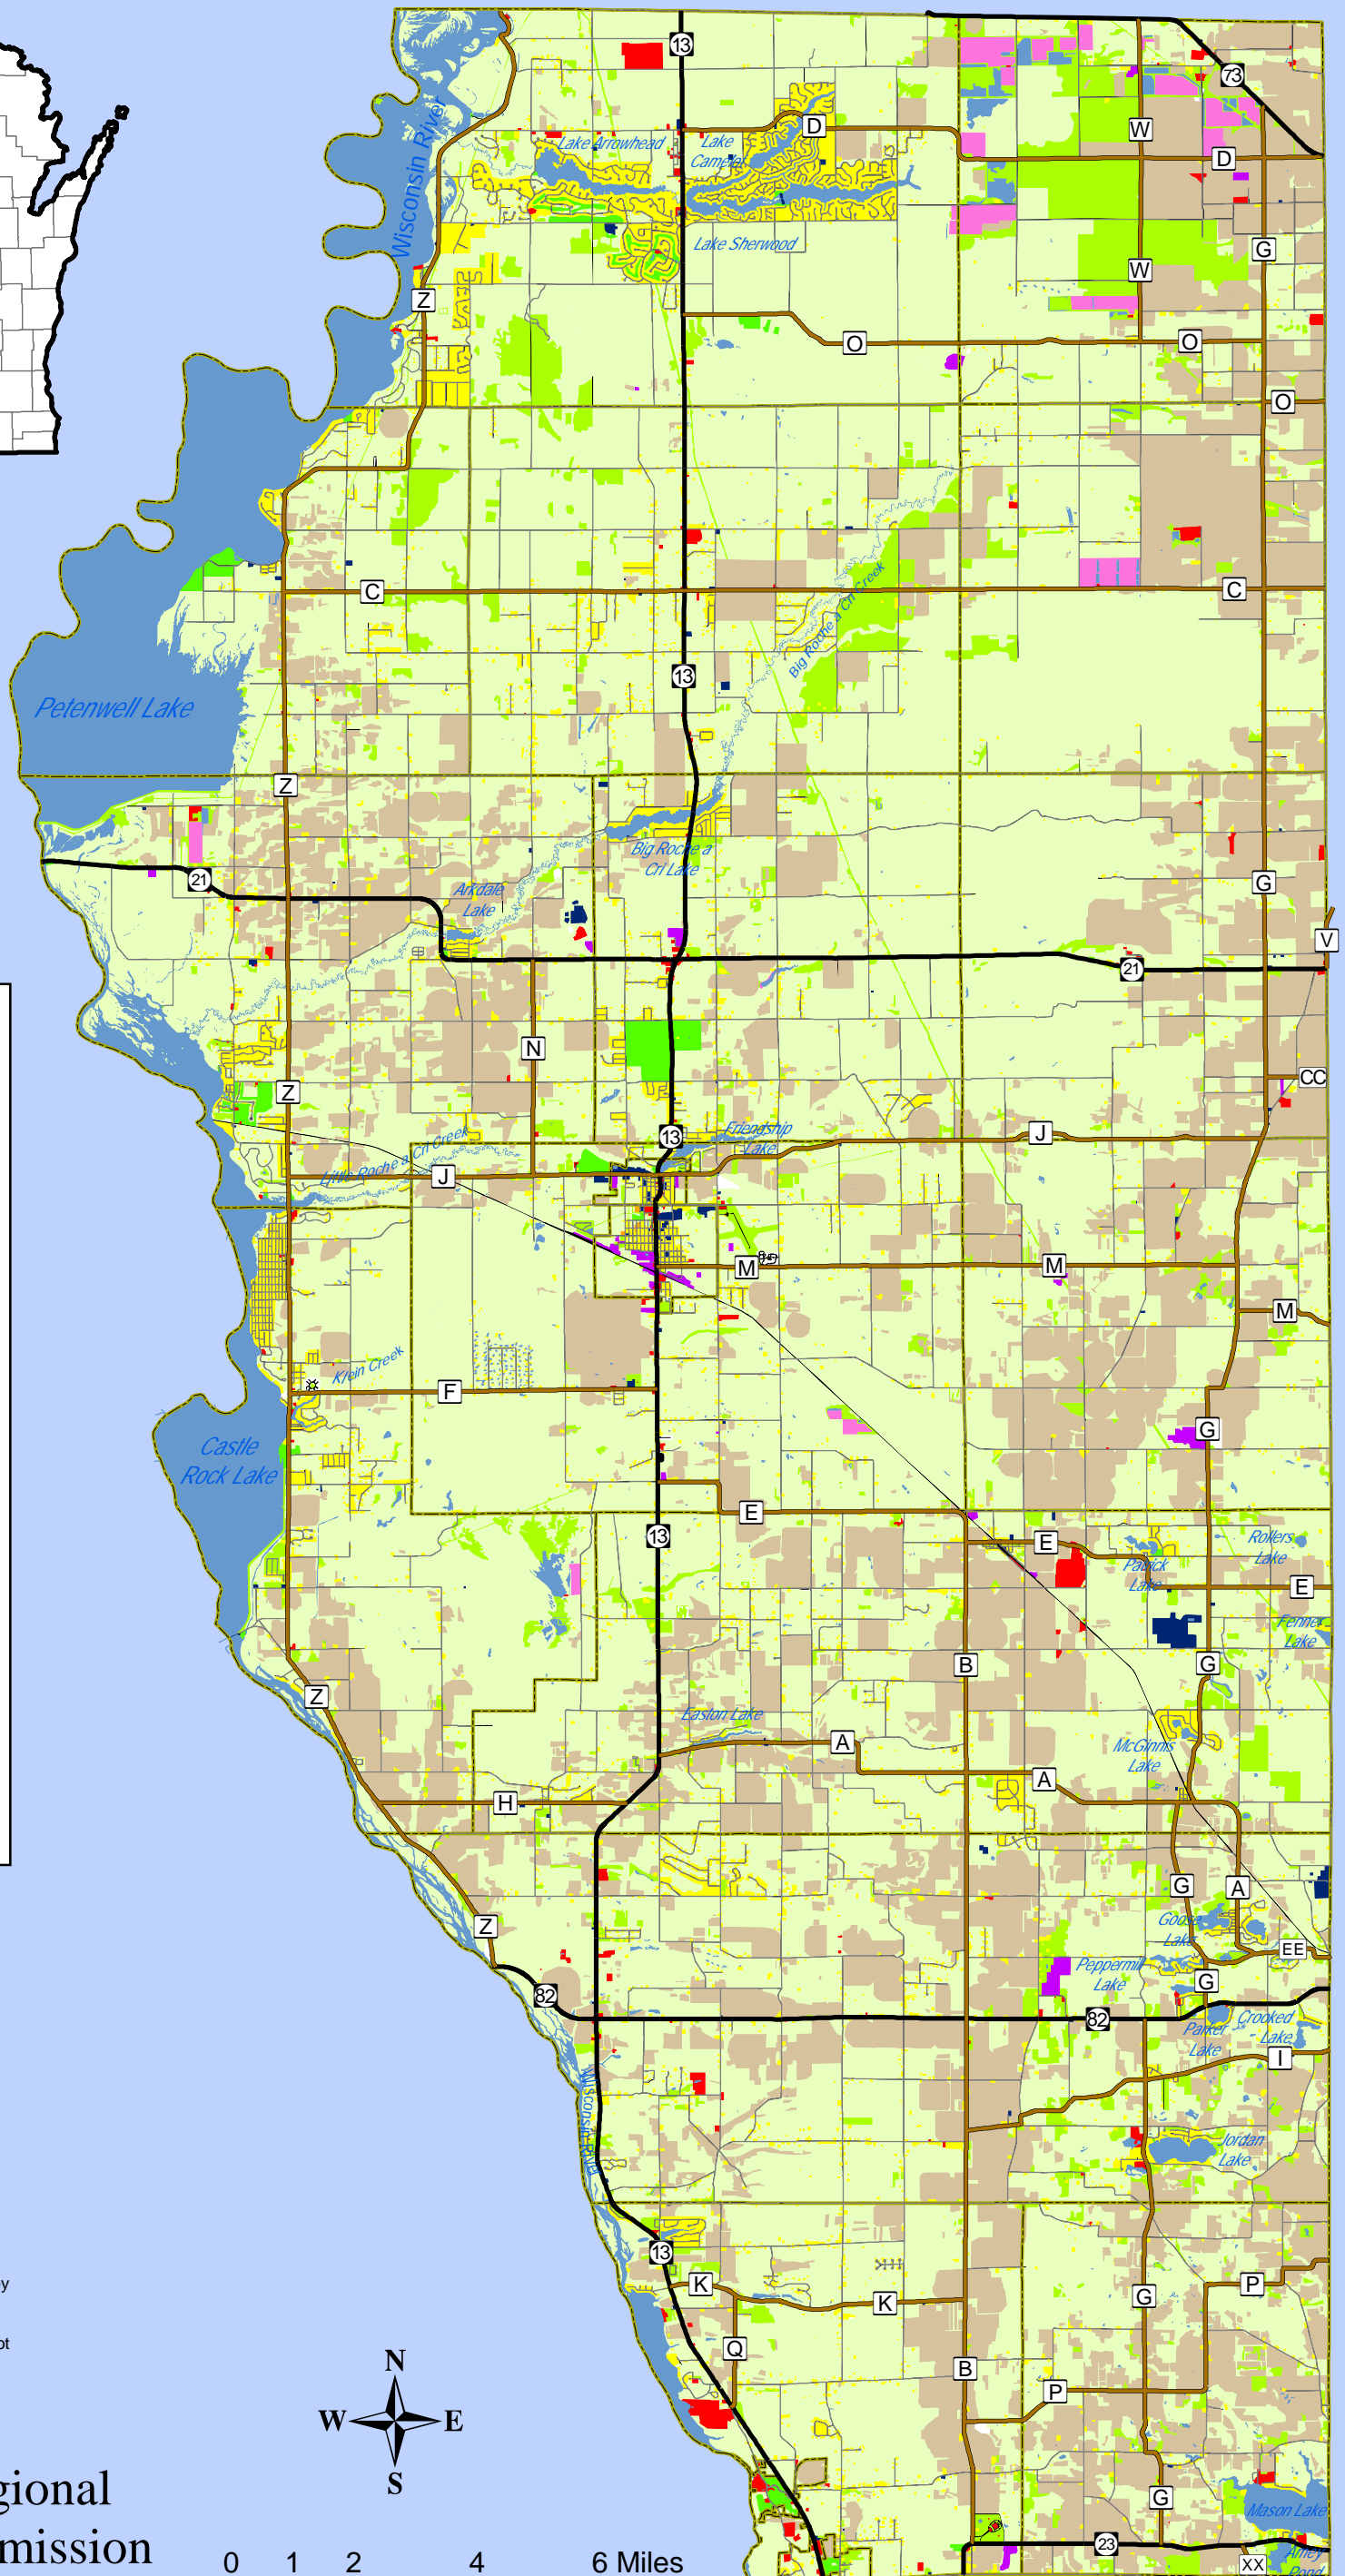 13
73
Wisconsin River
Lake Arrowhead
Lake
Camelot
D
W
D
Lake Sherwood
G
W
Z
O
O
O
C
Big Roche a Cri Creek
C
13
Petenwell Lake
Z
Big Roche a
Cri Lake
21
Arkdale
Lake
G
V
21
N
CC
Z
13
Friendship
Lake
J
Little Roche a Cri Creek
J
M
M
M
Klein Creek
F
G
Castle
Rock Lake
E
13
E
Rollers
Lake
Patrick
Lake
E
Fenner
Lake
B
G
Z
Easton Lake
A
McGinnis
Lake
A
H
G
A
Z
Goose
Lake
EE
Peppermill
Lake
G
82
82
Parker
Lake
Crooked
Lake
I
Wisconsin River
Jordan
Lake
13
K
K
P
G
Q
B
P
y
ot
N
W E
S
gional
mission
0 1 2 4 6 Miles
G
Mason Lake
23
XX
Amey
Pond